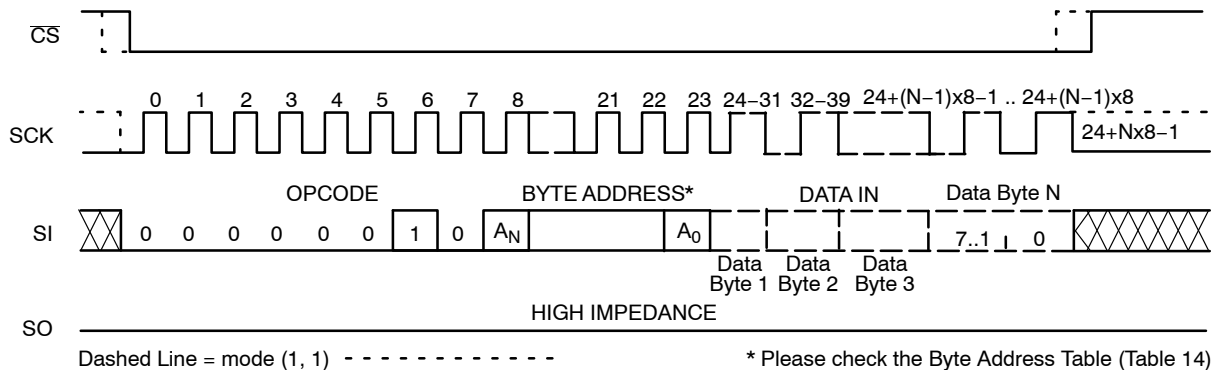 CS
0 1 2 3 4 5 6 7 8 21 22 23 24–31 32–39 24+(N–1)x8–1 .. 24+(N–1)x8
SCK
24+Nx8–1
OPCODE BYTE ADDRESS* DATA IN Data Byte N
SI
0 0 0 0 0 0 1 0 AN A0 7..1 0
Data Byte 1
Data Byte 2
Data Byte 3
HIGH IMPEDANCE
SO
Dashed Line = mode (1, 1) * Please check the Byte Address Table (Table 14)